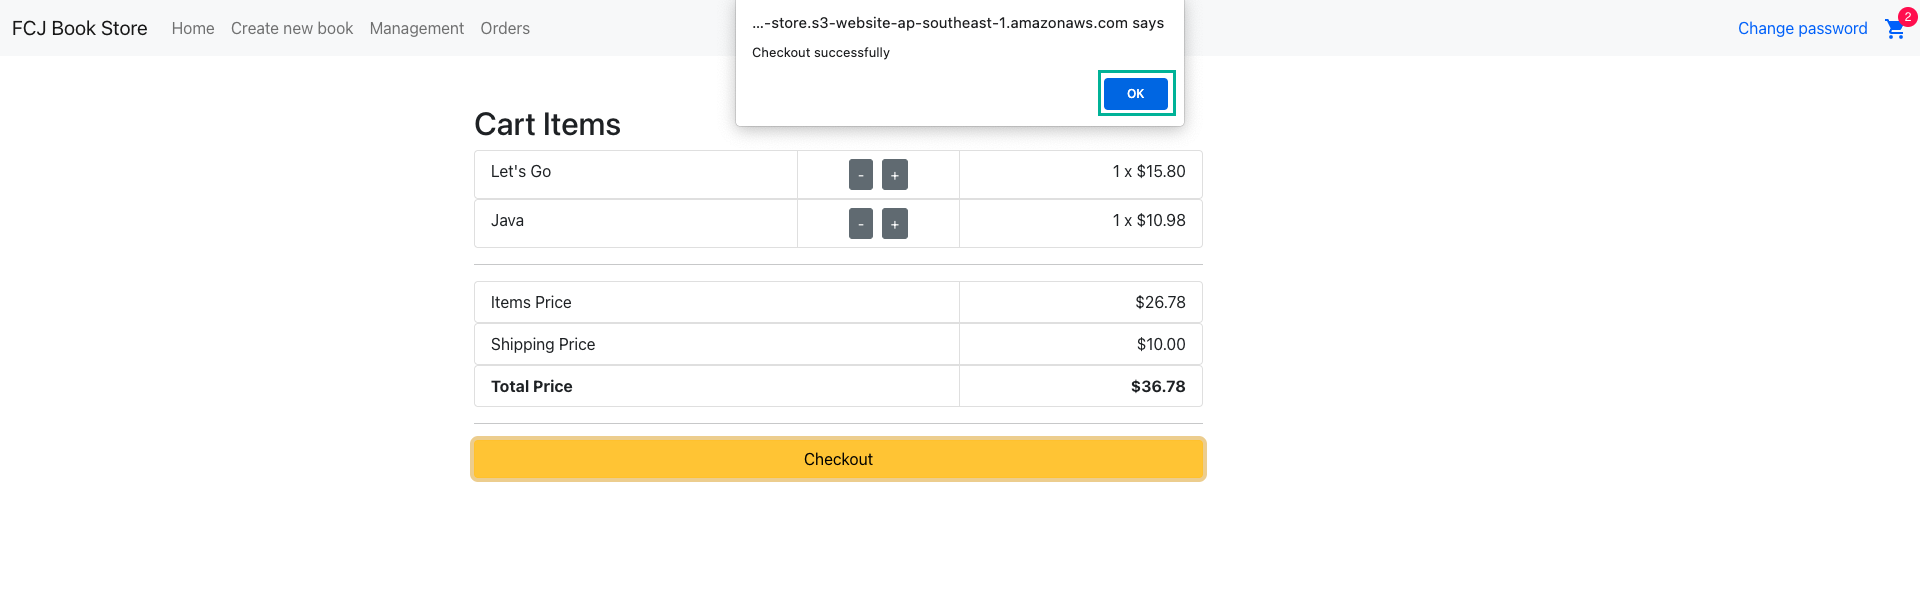 FCJ Book Store Home Create new book Management Orders Change password 2
...-store.s3-website-ap-southeast-1.amazonaws.com says
Checkout successfully
OK
Cart Items
Let's Go - + 1 x $15.80
Java - + 1 x $10.98
Items Price $26.78
Shipping Price $10.00
Total Price $36.78
Checkout